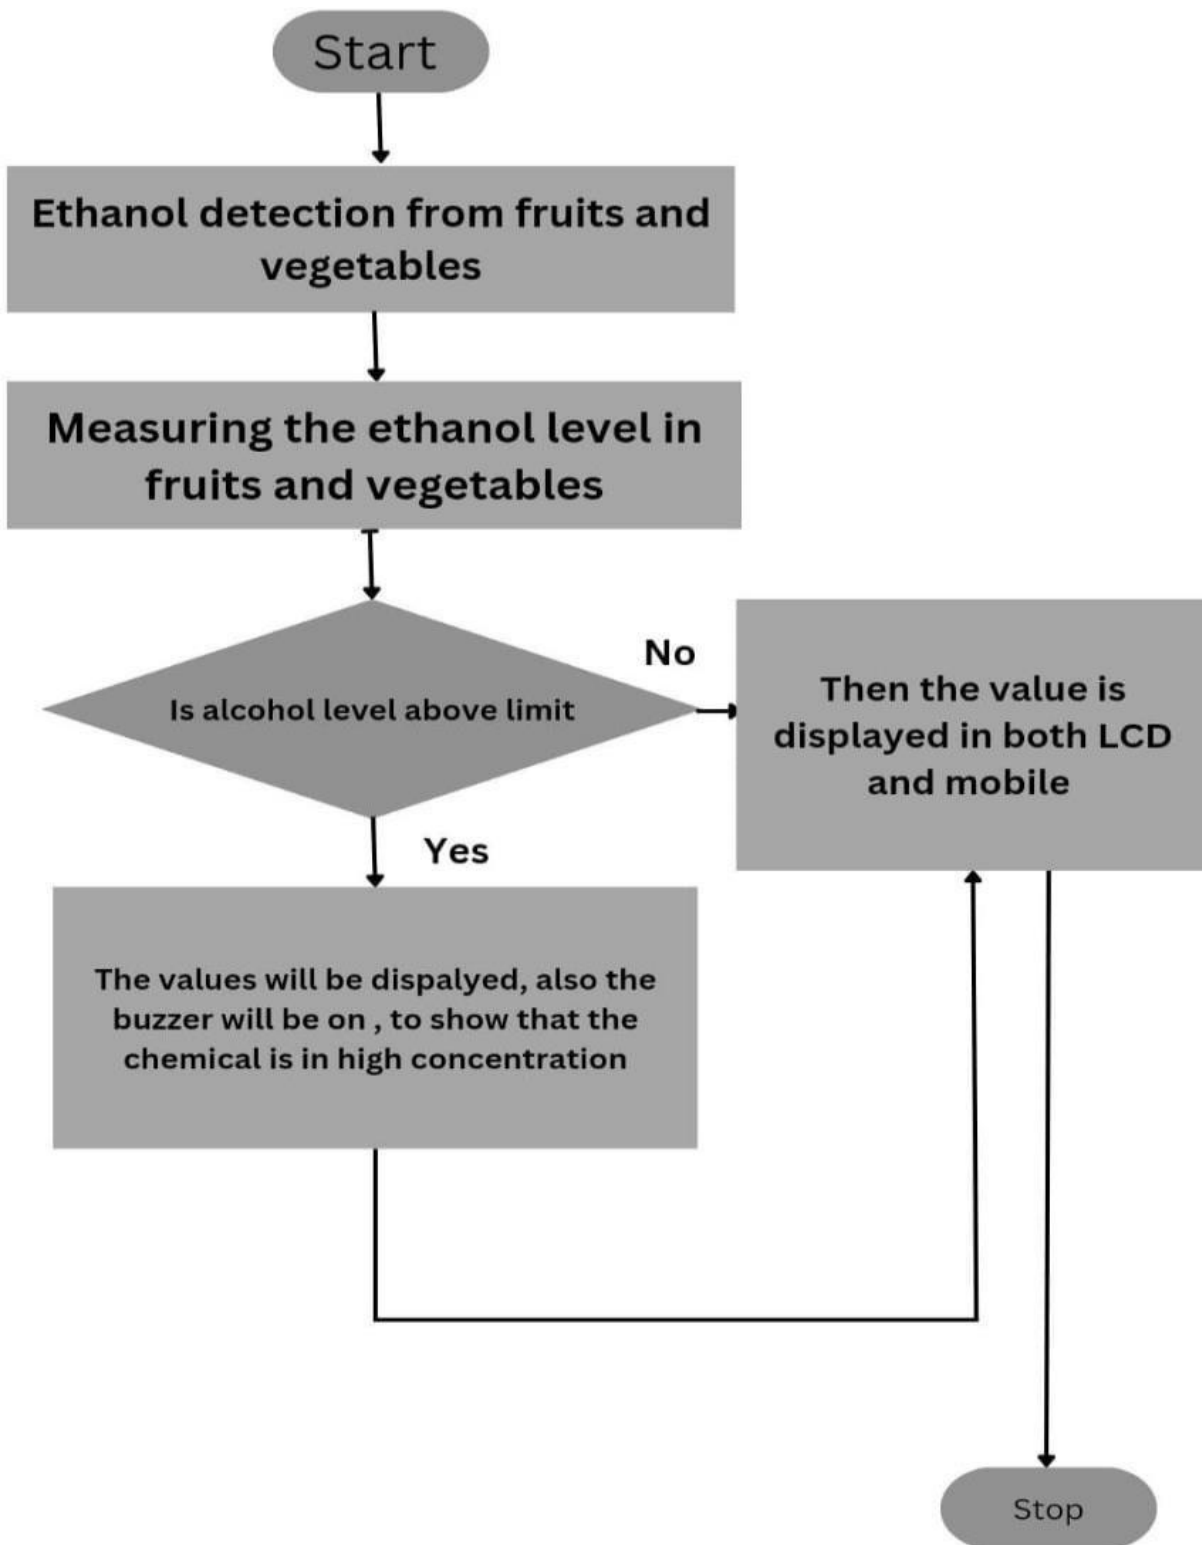 Start
Ethanol detection from fruits and
vegetables
Measuring the ethanol level in
fruits and vegetables
Is alcohol level above limit
No
Then the value is
displayed in both LCD
and mobile
Yes
The values will be dispalyed, also the
buzzer will be on , to show that the
chemical is in high concentration
Stop